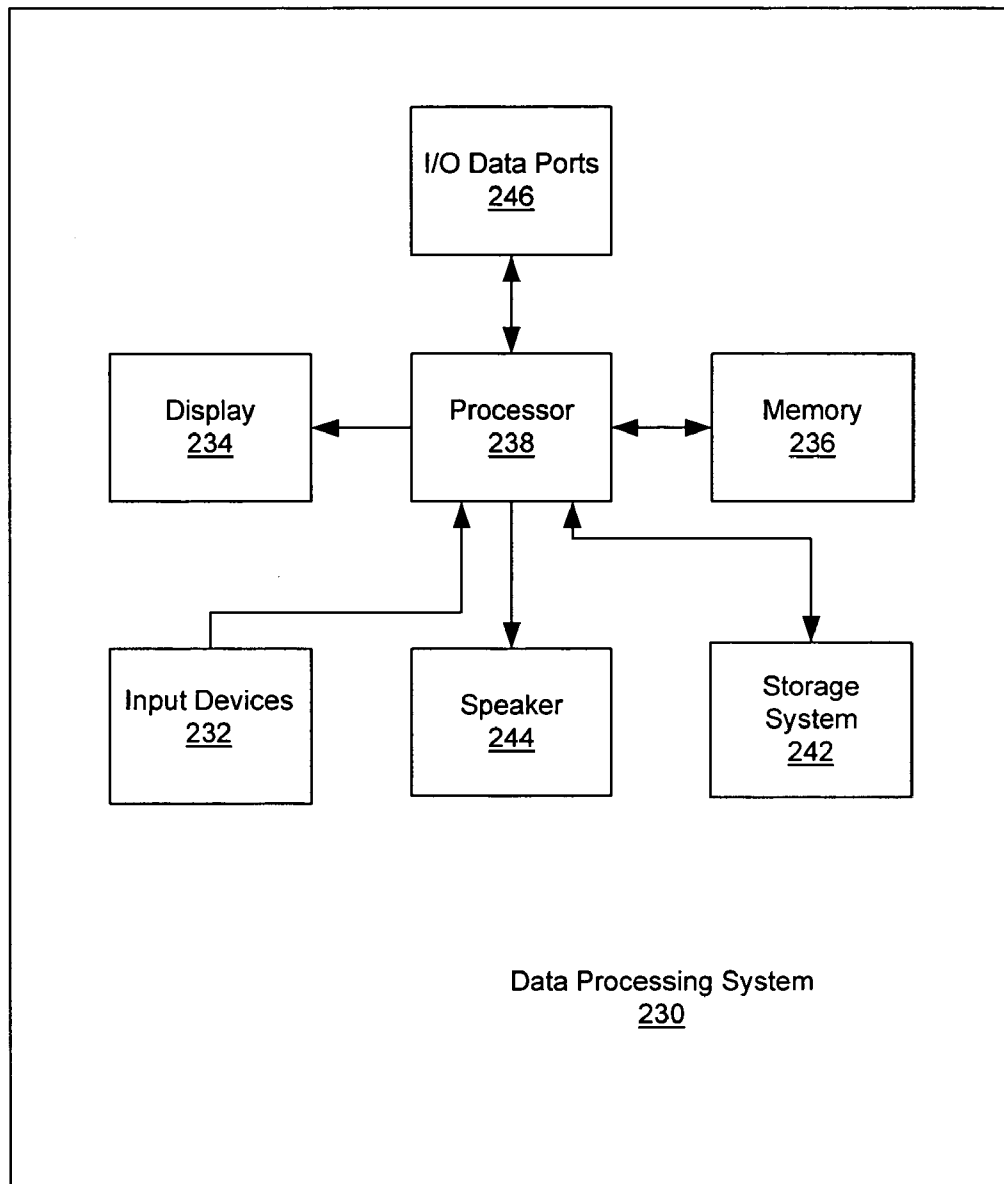 I/O Data Ports
246
Display
234
Processor
238
Memory
236
Input Devices
232
Speaker
244
Storage
System
242
Data Processing System
230